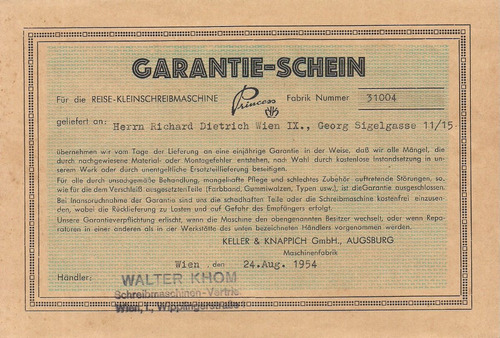 GARANTIE-SCHEIN
Für die REISE-KLEINSCHREIBMASCHINE Princess Fabrik Nummer 31004
geliefert an: Herrn Richard Dietrich Wien IX., Georg Sigelgasse 11/15
übernehmen wir vom Tage der Lieferung an eine einjährige Garantie in der Weise, daß wir alle Mängel, die
durch nachgewiesene Material- oder Montagefehler entstehen, nach Wahl durch kostenlose Instandsetzung in un-
serem Werk oder durch unentgeltliche Ersatzteillieferung beseitigen.
Für alle durch unsachgemäße Behandlung, mangelhafte Pflege und schlechtes Zubehör auftretende Störungen, so-
wie für die dem Verschleiß ausgesetzten Teile (Farbband, Gummiwalzen, Typen usw.), ist die Garantie ausgeschlossen.
Bei Inanspruchnahme der Garantie sind uns die schadhaften Teile oder die Schreibmaschine kostenfrei einzusen-
den, wobei die Rücklieferung zu Lasten und auf Gefahr des Empfängers erfolgt.
Unsere Garantieverpflichtung erlischt, wenn die Maschine den obengenannten Besitzer wechselt, oder wenn Repa-
raturen in einer anderen als in der Werkstätte des unten bezeichneten Händlers vorgenommen werden.
KELLER & KNAPPICH GmbH., AUGSBURG
Maschinenfabrik
Wien, den 24. Aug. 1954
Händler: WALTER KHOM
Schreibmaschinen-Vertrieb
Wien, I., Wipplingerstraße